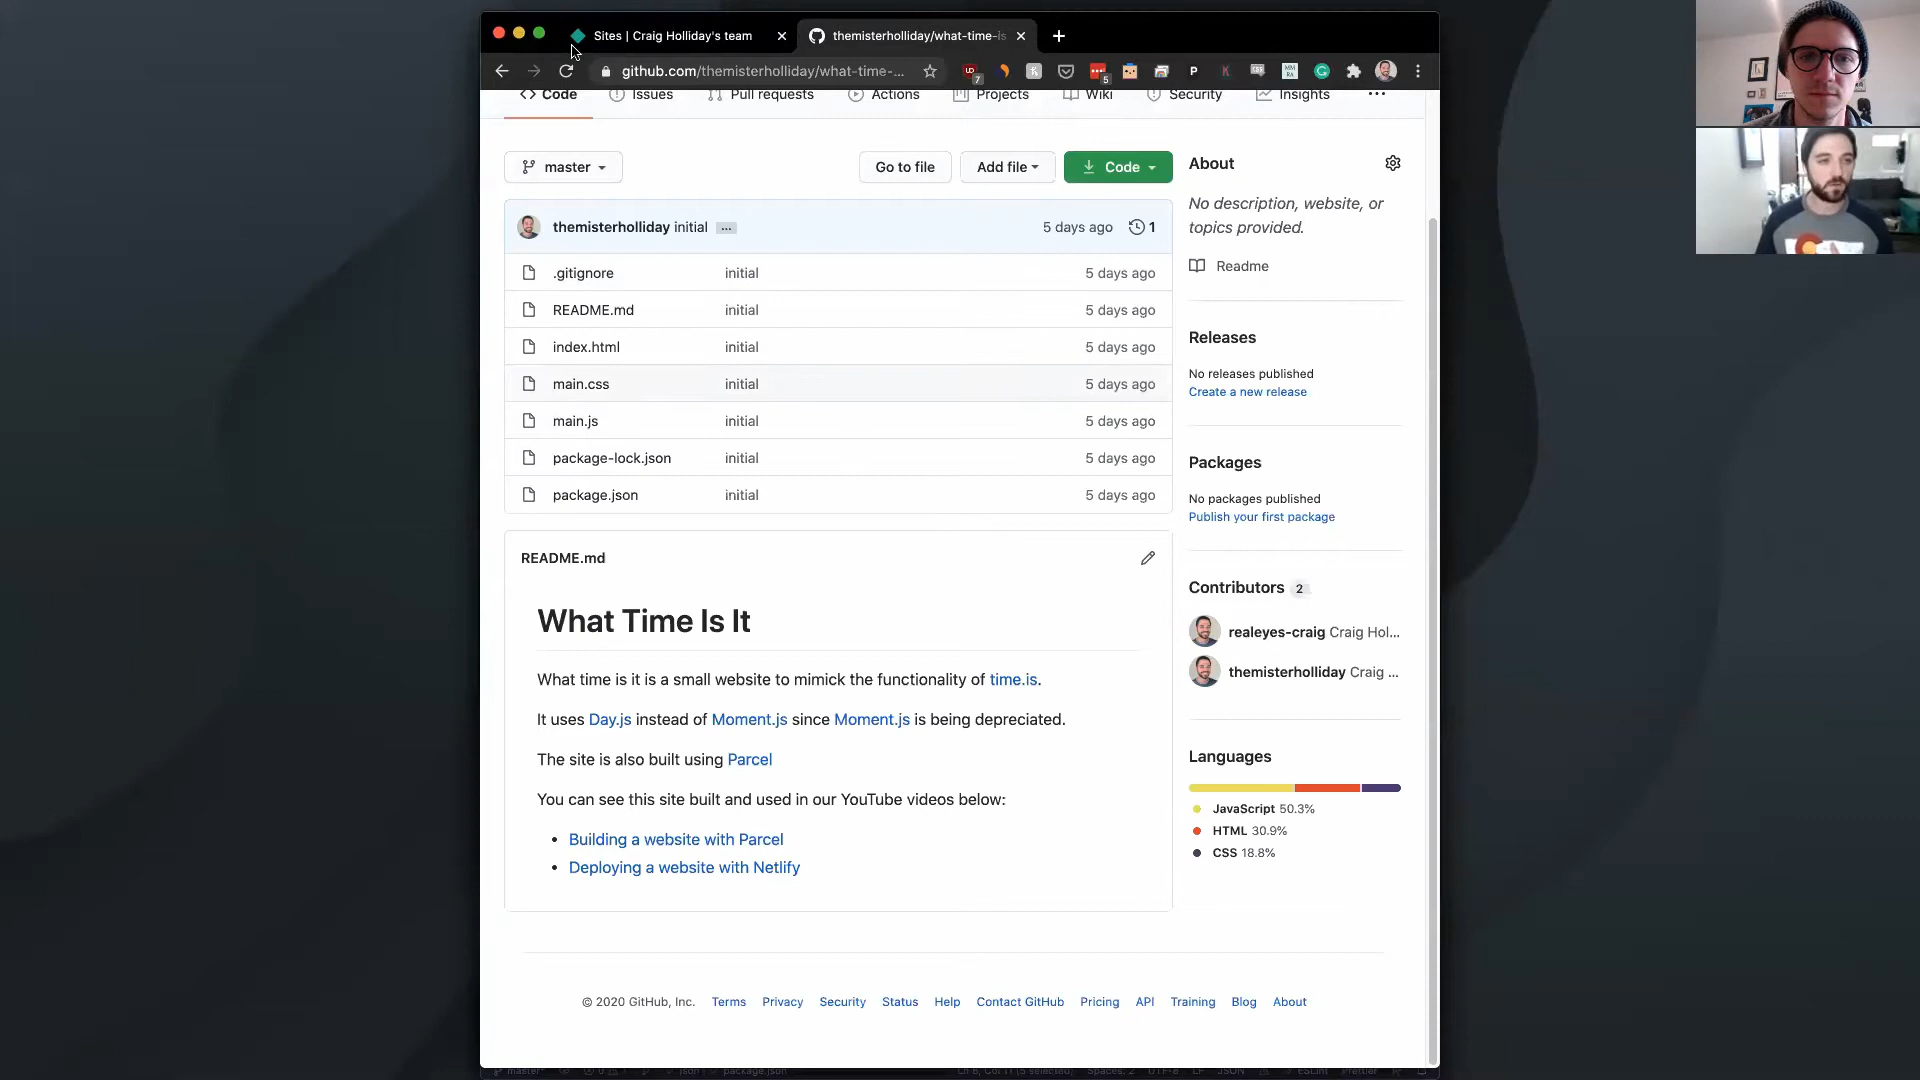 Sites | Craig Holliday's team
themisterholliday/what-time-is
github.com/themisterholliday/what-time-...
7
5
P
K
Code
Issues
Pull requests
Actions
Projects
Wiki
Security
Insights
...
master
Go to file
Add file
Code
About
No description, website, or
topics provided.
Readme
themisterholliday initial ...
5 days ago
1
.gitignore initial 5 days ago
README.md initial 5 days ago
index.html initial 5 days ago
main.css initial 5 days ago
main.js initial 5 days ago
package-lock.json initial 5 days ago
package.json initial 5 days ago
Releases
No releases published
Create a new release
Packages
No packages published
Publish your first package
Contributors 2
realeyes-craig Craig Hol...
themisterholliday Craig ...
Languages
JavaScript 50.3%
HTML 30.9%
CSS 18.8%
README.md
What Time Is It
What time is it is a small website to mimick the functionality of time.is.
It uses Day.js instead of Moment.js since Moment.js is being depreciated.
The site is also built using Parcel
You can see this site built and used in our YouTube videos below:
• Building a website with Parcel
• Deploying a website with Netlify
© 2020 GitHub, Inc. Terms Privacy Security Status Help Contact GitHub Pricing API Training Blog About